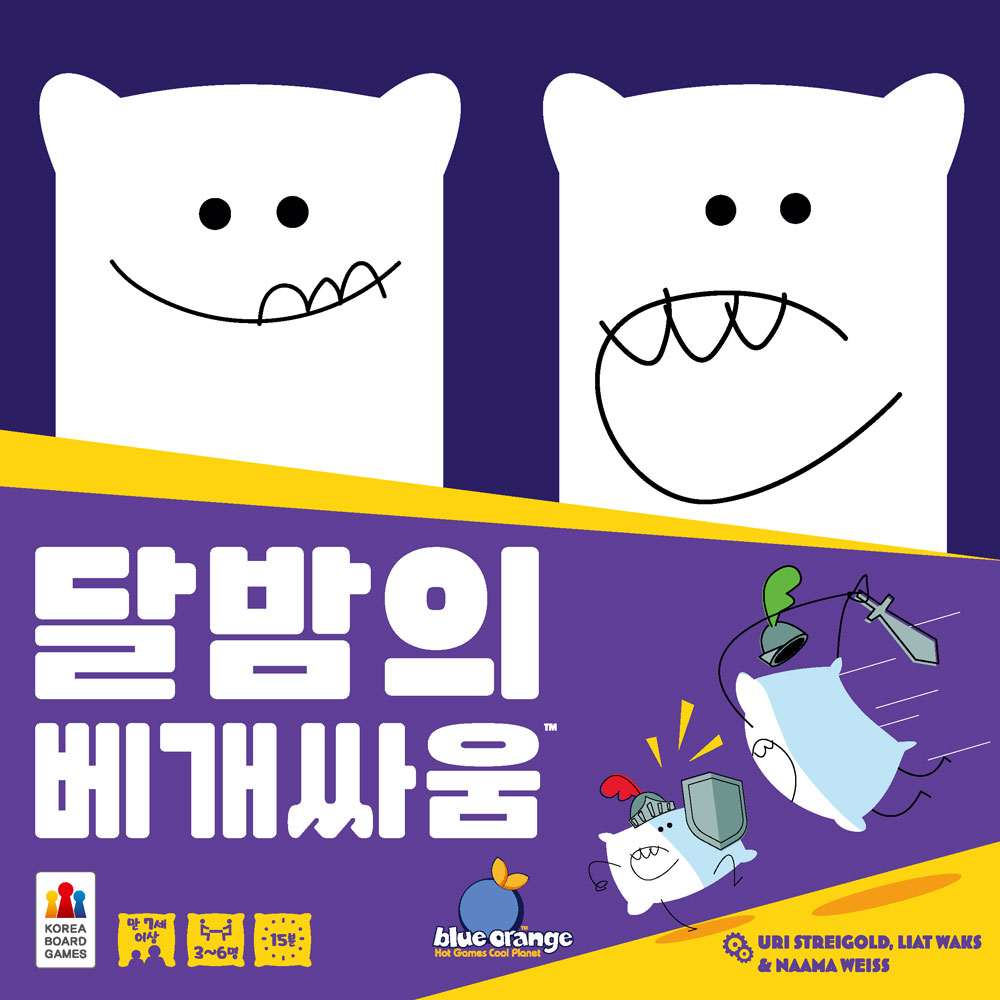 달밤의
베개싸움™
KOREA
BOARD
GAMES
만 7세
이상
3~6명
15분
blue orange™
Hot Games Cool Planet
URI STREIGOLD, LIAT WAKS
& NAAMA WEISS